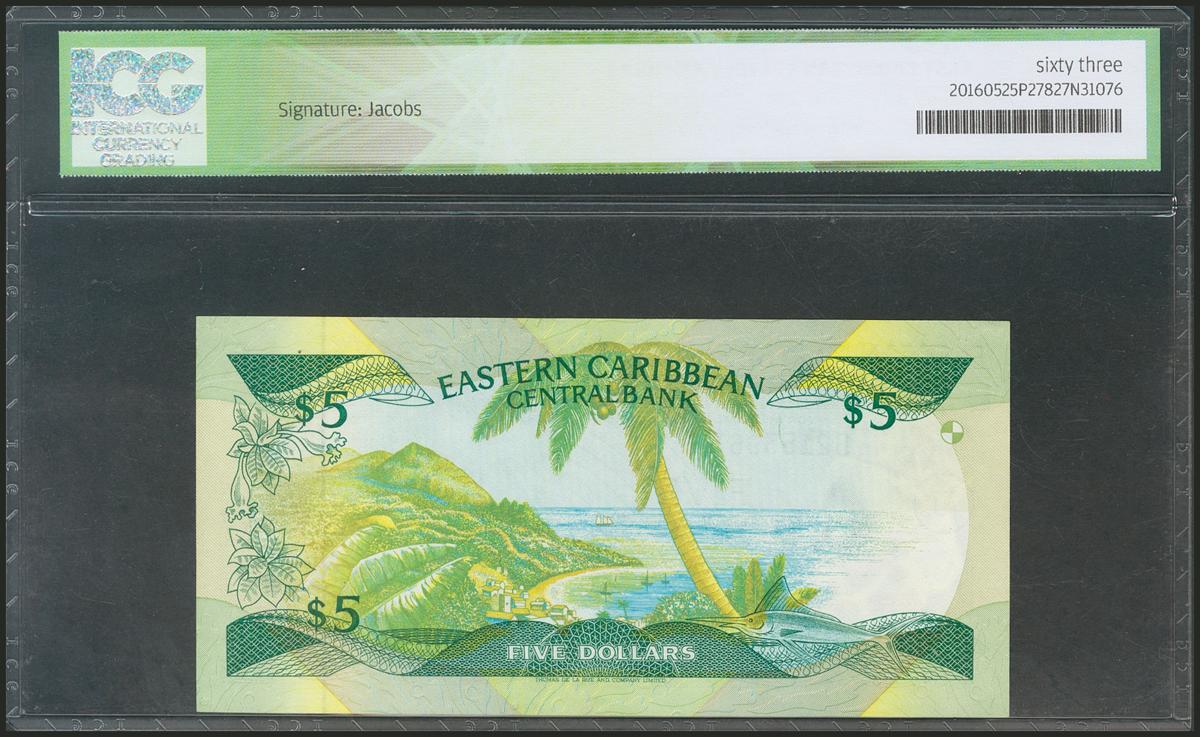 ICG
INTERNATIONAL
CURRENCY
GRADING
Signature: Jacobs
sixty three
20160525P27827N31076
EASTERN CARIBBEAN
CENTRAL BANK
$5
$5
$5
FIVE DOLLARS
THOMAS DE LA RUE AND COMPANY LIMITED